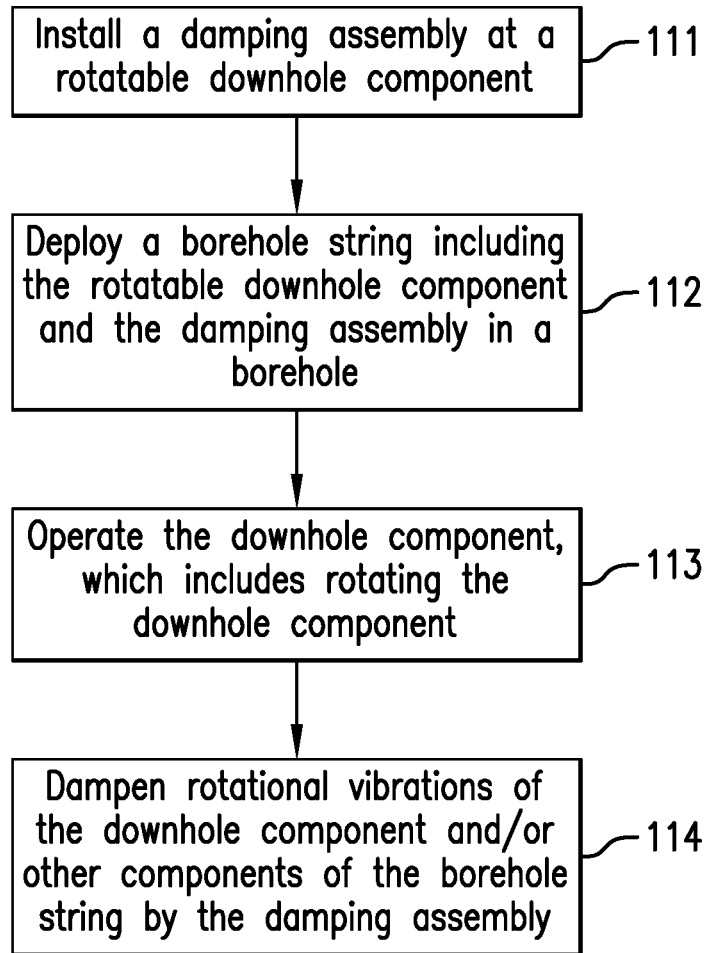 Install a damping assembly at a
rotatable downhole component
111
Deploy a borehole string including
the rotatable downhole component
and the damping assembly in a
borehole
112
Operate the downhole component,
which includes rotating the
downhole component
113
Dampen rotational vibrations of
the downhole component and/or
other components of the borehole
string by the damping assembly
114